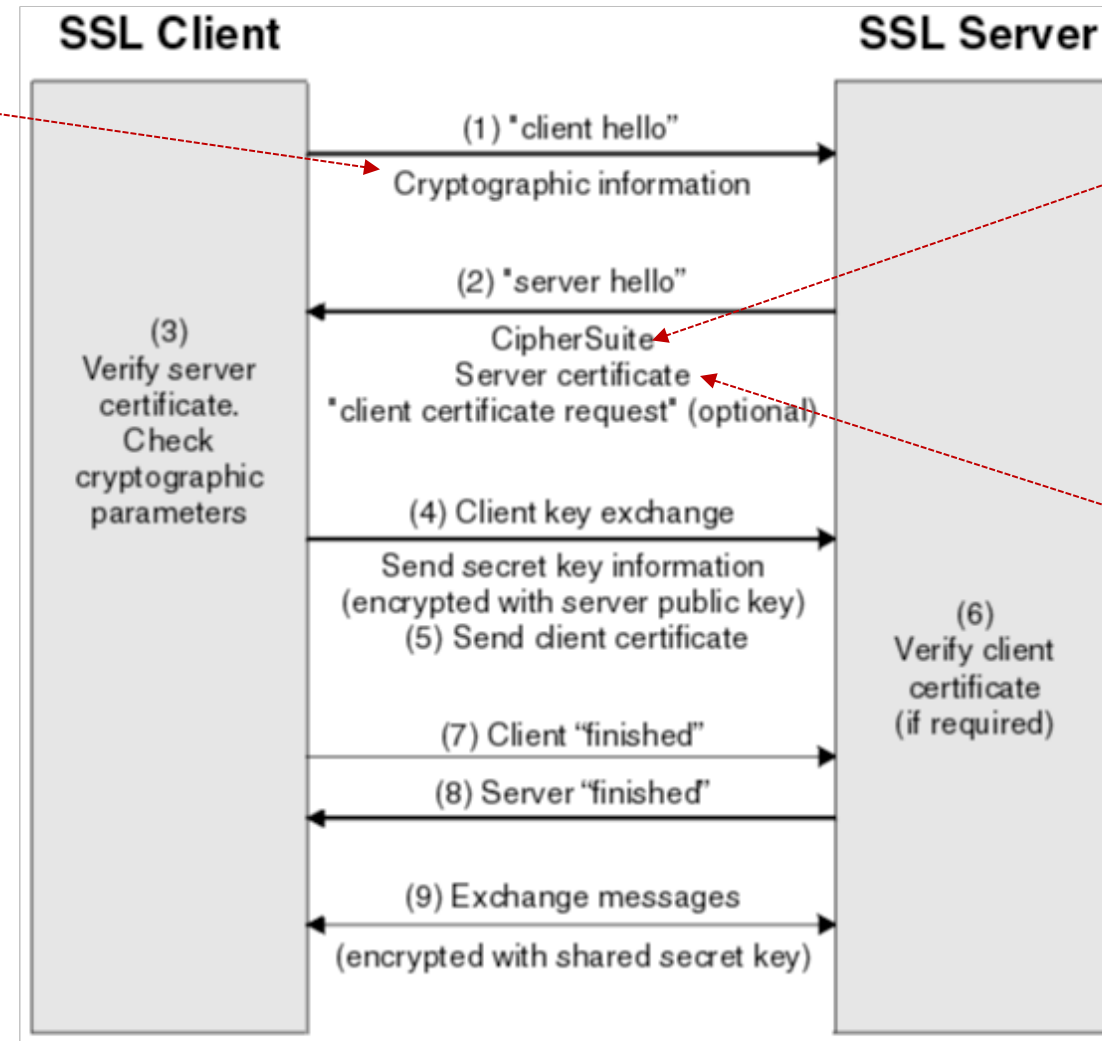 SSL Client
SSL Server
(1) "client hello"
Cryptographic information
(2) "server hello"
CipherSuite
Server certificate
"client certificate request" (optional)
(3)
Verify server
certificate.
Check
cryptographic
parameters
(4) Client key exchange
Send secret key information
(encrypted with server public key)
(5) Send client certificate
(6)
Verify client
certificate
(if required)
(7) Client “finished”
(8) Server “finished”
(9) Exchange messages
(encrypted with shared secret key)